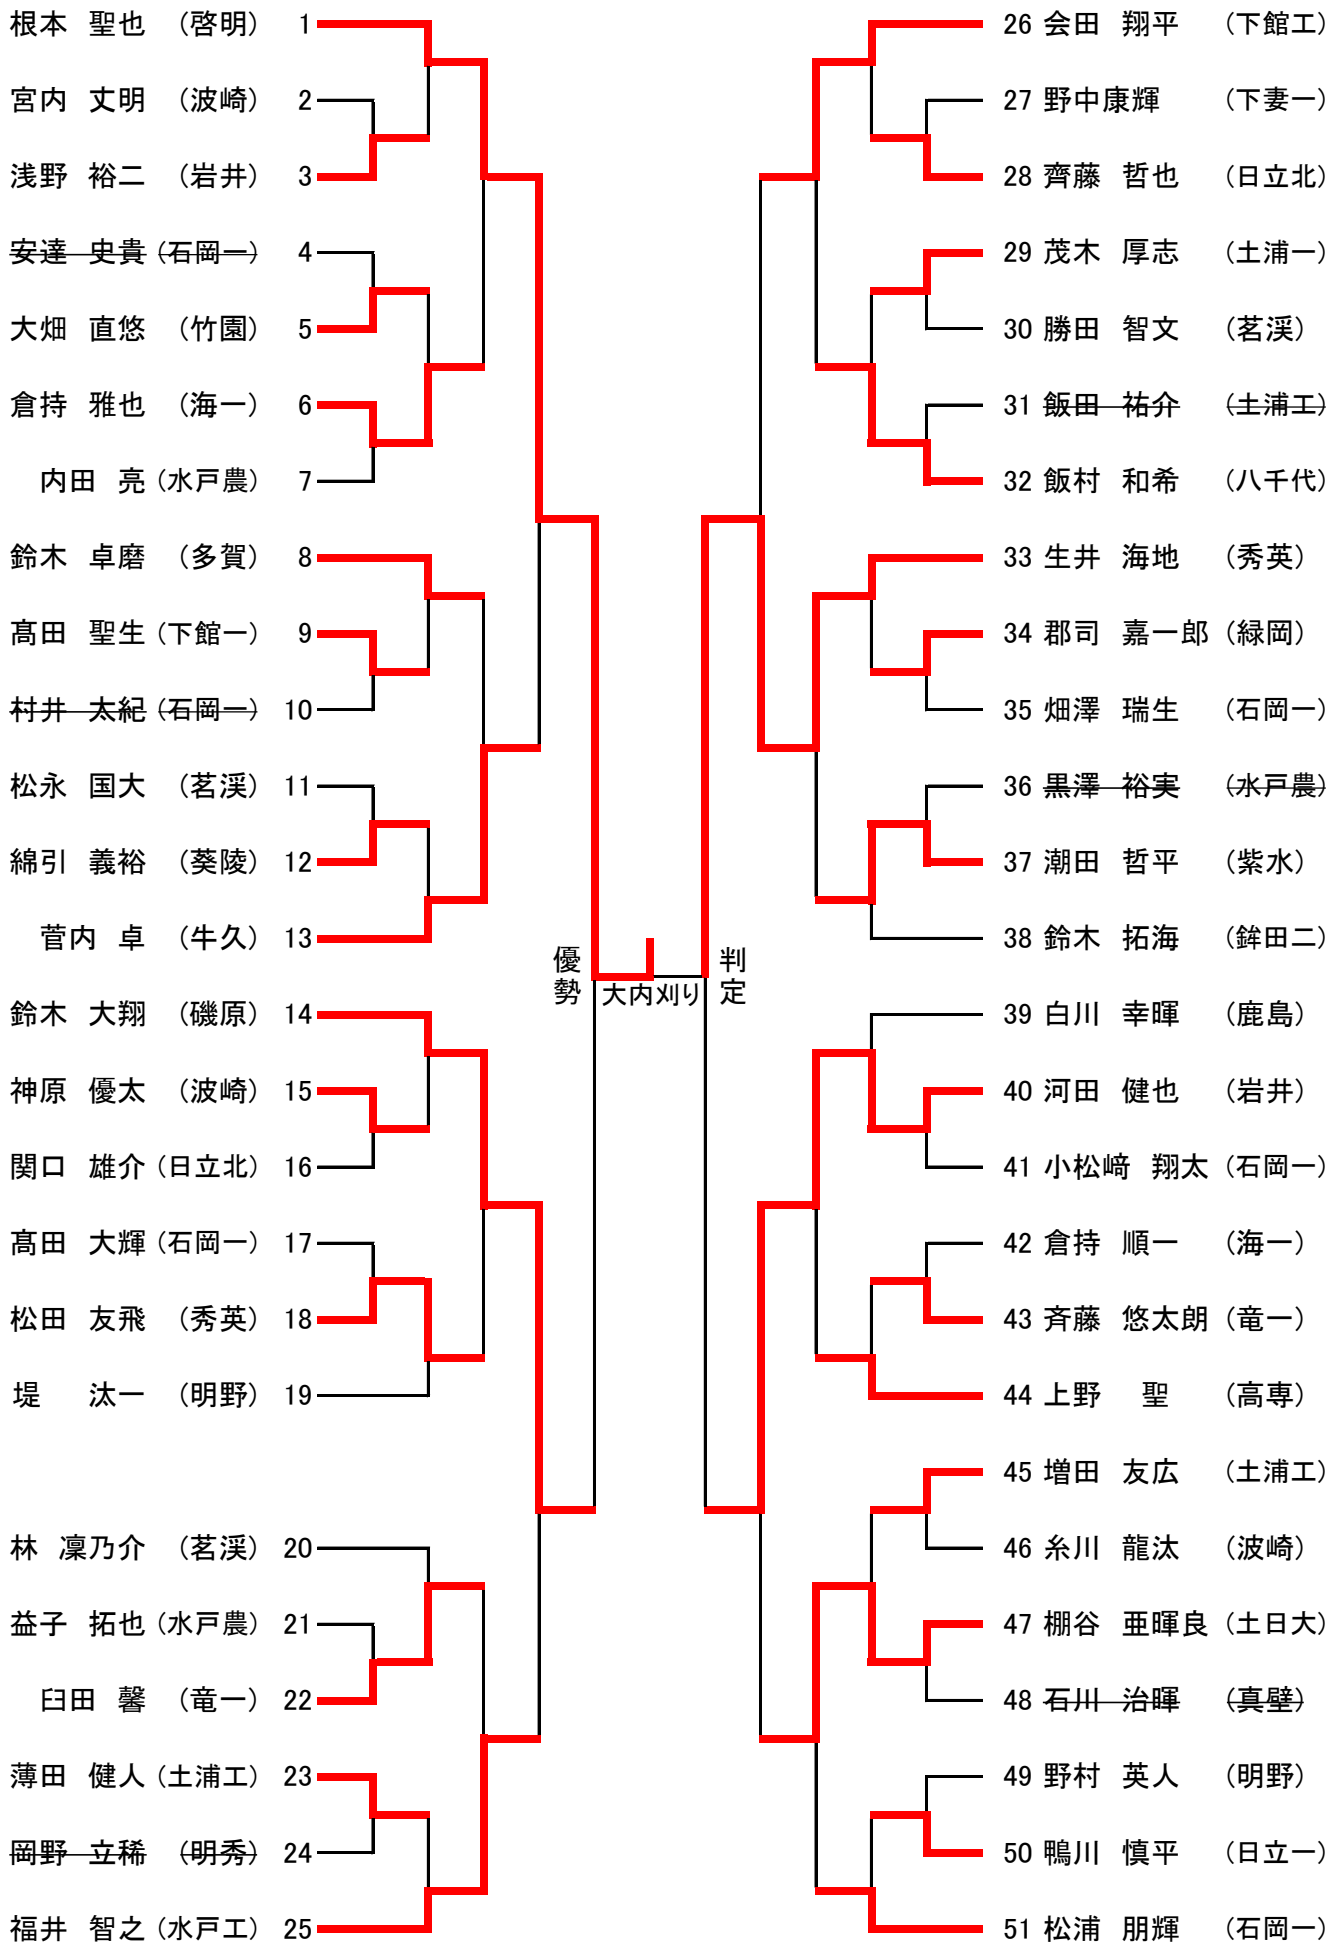 根本 聖也 (啓明) 1
宮内 丈明 (波崎) 2
浅野 裕二 (岩井) 3
安達 史貴 (石岡一) 4
大畑 直悠 (竹園) 5
倉持 雅也 (海一) 6
内田 亮 (水戸農) 7
鈴木 卓磨 (多賀) 8
髙田 聖生 (下館一) 9
村井 太紀 (石岡一) 10
松永 国大 (茗渓) 11
綿引 義裕 (葵陵) 12
菅内 卓 (牛久) 13
鈴木 大翔 (磯原) 14
神原 優太 (波崎) 15
関口 雄介 (日立北) 16
髙田 大輝 (石岡一) 17
松田 友飛 (秀英) 18
堤 汰一 (明野) 19
林 凜乃介 (茗渓) 20
益子 拓也 (水戸農) 21
臼田 馨 (竜一) 22
薄田 健人 (土浦工) 23
岡野 立稀 (明秀) 24
福井 智之 (水戸工) 25
優勢
大内刈り
判定
26 会田 翔平 (下館工)
27 野中康輝 (下妻一)
28 齊藤 哲也 (日立北)
29 茂木 厚志 (土浦一)
30 勝田 智文 (茗渓)
31 飯田 祐介 (土浦工)
32 飯村 和希 (八千代)
33 生井 海地 (秀英)
34 郡司 嘉一郎 (緑岡)
35 畑澤 瑞生 (石岡一)
36 黒澤 裕実 (水戸農)
37 潮田 哲平 (紫水)
38 鈴木 拓海 (鉾田二)
39 白川 幸暉 (鹿島)
40 河田 健也 (岩井)
41 小松﨑 翔太 (石岡一)
42 倉持 順一 (海一)
43 斉藤 悠太朗 (竜一)
44 上野 聖 (高専)
45 増田 友広 (土浦工)
46 糸川 龍汰 (波崎)
47 棚谷 亜暉良 (土日大)
48 石川 治暉 (真壁)
49 野村 英人 (明野)
50 鴨川 慎平 (日立一)
51 松浦 朋輝 (石岡一)